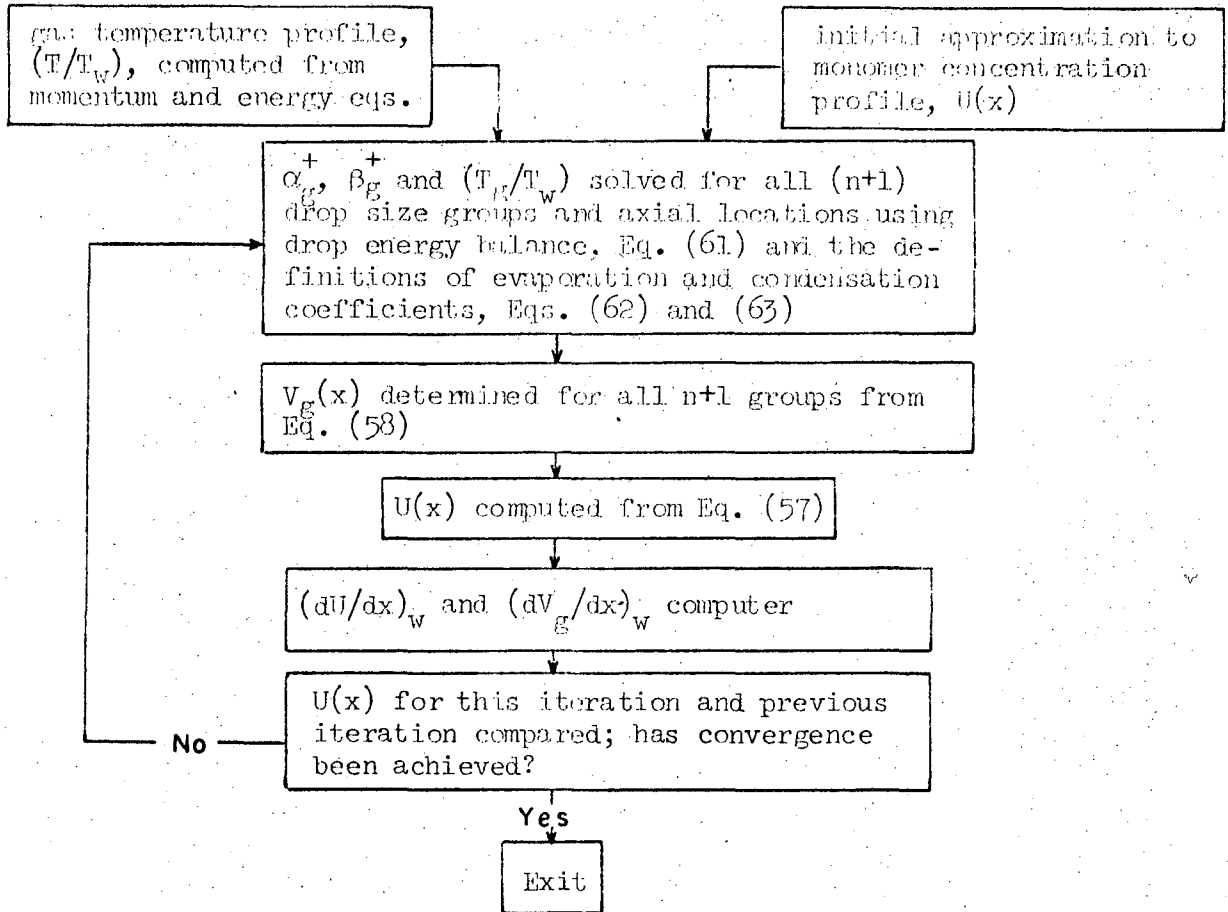 gas temperature profile,
(T/T_w), computed from
momentum and energy eqs.
initial approximation to
monomer concentration
profile, U(x)
α_g^+, β_g^+ and (T_g/T_w) solved for all (n+1)
drop size groups and axial locations using
drop energy balance, Eq. (61) and the de-
finitions of evaporation and condensation
coefficients, Eqs. (62) and (63)
V_g(x) determined for all n+1 groups from
Eq. (58)
U(x) computed from Eq. (57)
(dU/dx)_w and (dV_g/dx)_w computer
U(x) for this iteration and previous
iteration compared; has convergence
been achieved?
No
Yes
Exit